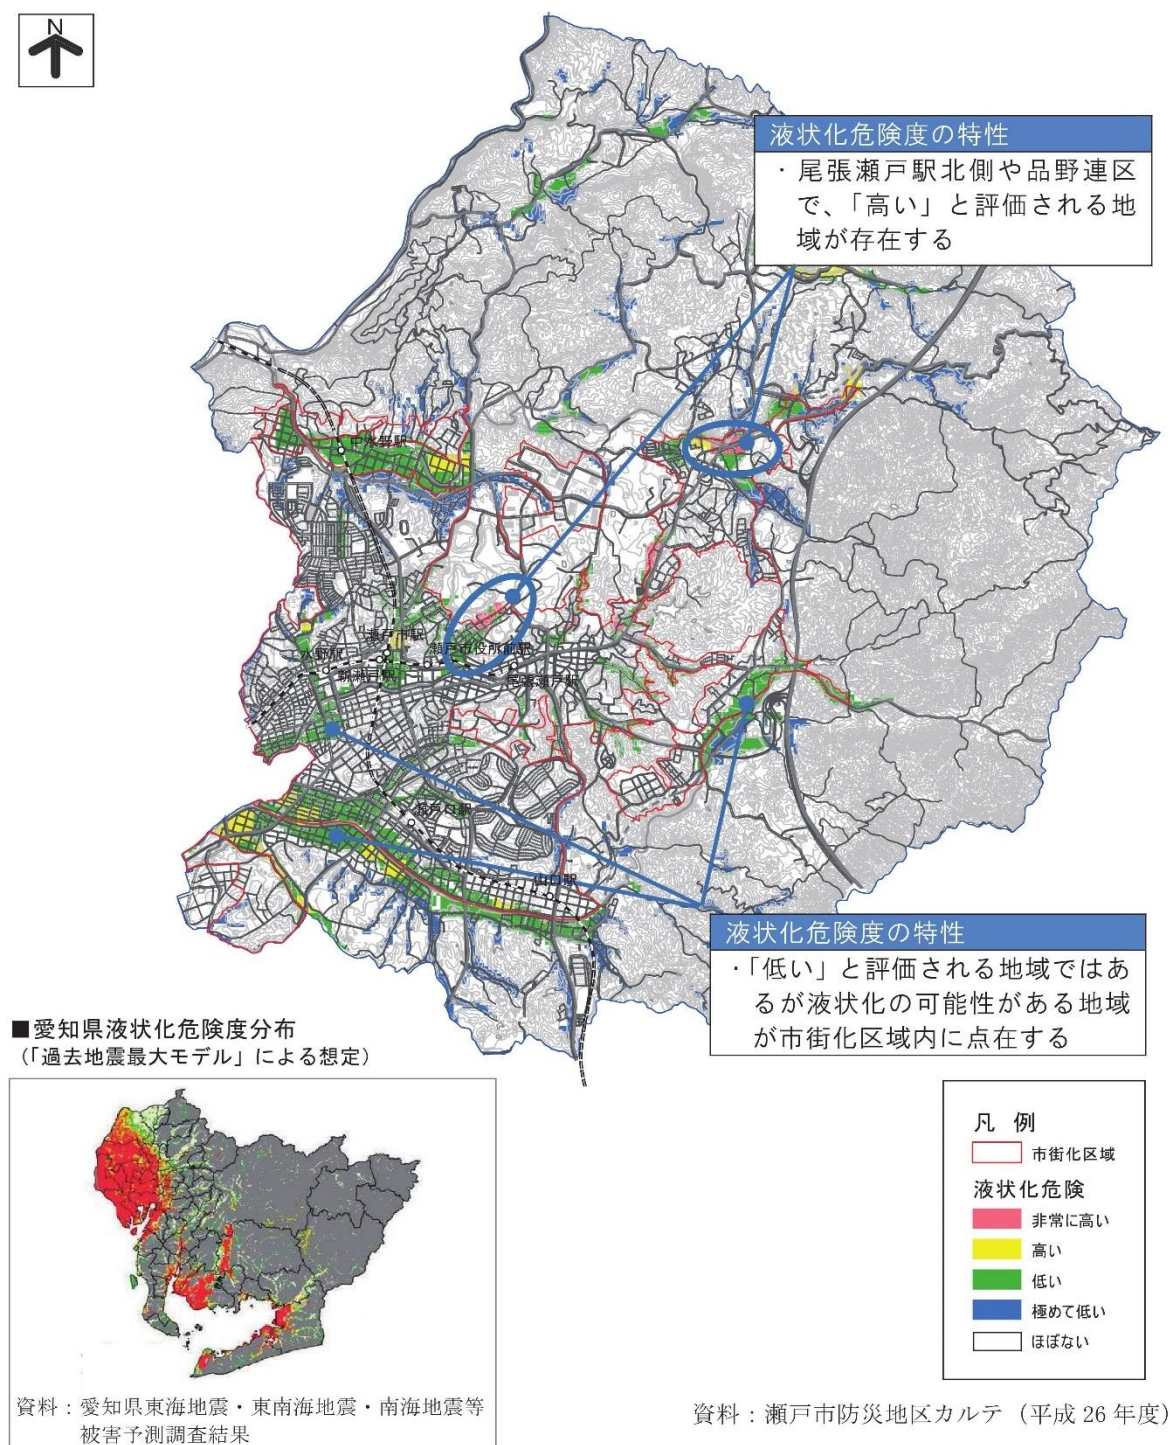 N
液状化危険度の特性
・尾張瀬戸駅北側や品野連区
で、「高い」と評価される地
域が存在する
中水野駅
瀬戸市駅
水野駅
瀬戸市役所前駅
新瀬戸駅
尾張瀬戸駅
瀬戸口駅
山口駅
液状化危険度の特性
・「低い」と評価される地域ではあ
るが液状化の可能性がある地域
が市街化区域内に点在する
■愛知県液状化危険度分布
（「過去地震最大モデル」による想定）
資料：愛知県東海地震・東南海地震・南海地震等
被害予測調査結果
凡 例
市街化区域
液状化危険
非常に高い
高い
低い
極めて低い
ほぼない
資料：瀬戸市防災地区カルテ（平成 26 年度）